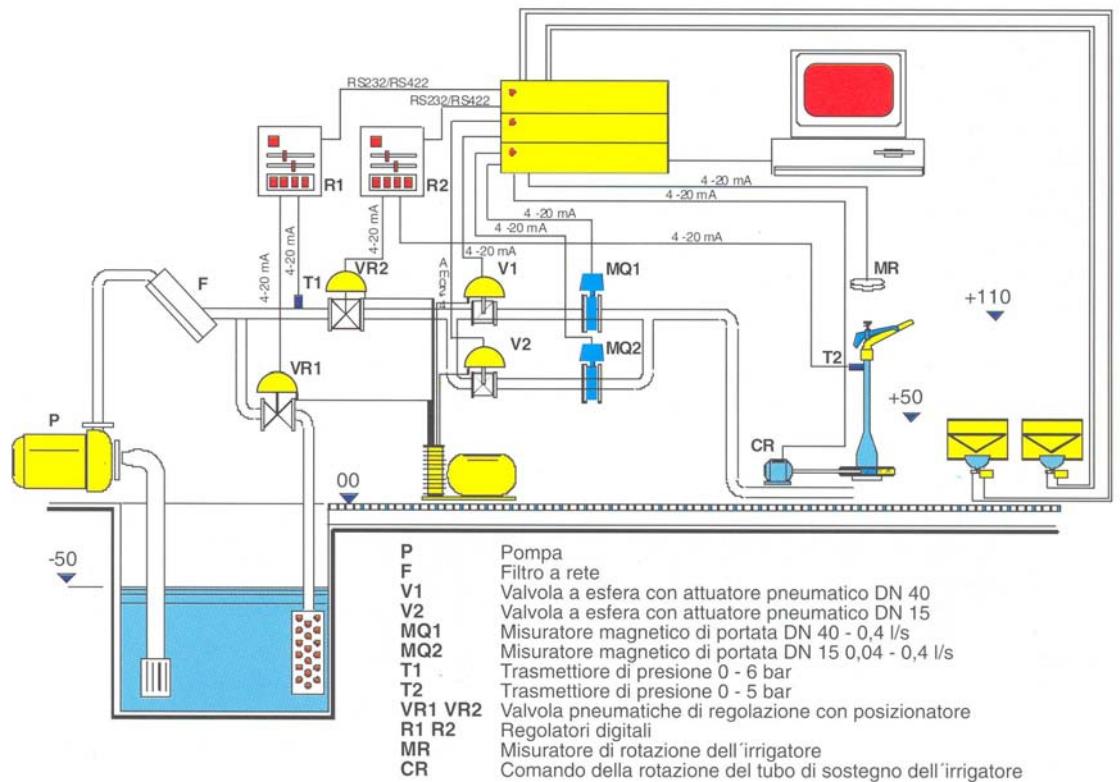 RS232/RS422
RS232/RS422
R1
R2
4 -20 mA
4 -20 mA
4 -20 mA
4 -20 mA
4 -20 mA
4-20 mA
4-20 mA
4-20 mA
4 -20 mA
F
T1
VR2
V1
MQ1
MR
+110
V2
MQ2
T2
VR1
+50
P
CR
00
-50
P Pompa
F Filtro a rete
V1 Valvola a esfera con attuatore pneumatico DN 40
V2 Valvola a esfera con attuatore pneumatico DN 15
MQ1 Misuratore magnetico di portata DN 40 - 0,4 l/s
MQ2 Misuratore magnetico di portata DN 15 0,04 - 0,4 l/s
T1 Trasmettiore di presione 0 - 6 bar
T2 Trasmettiore di presione 0 - 5 bar
VR1 VR2 Valvola pneumatiche di regolazione con posizionatore
R1 R2 Regolatori digitali
MR Misuratore di rotazione dell´irrigatore
CR Comando della rotazione del tubo di sostegno dell´irrigatore